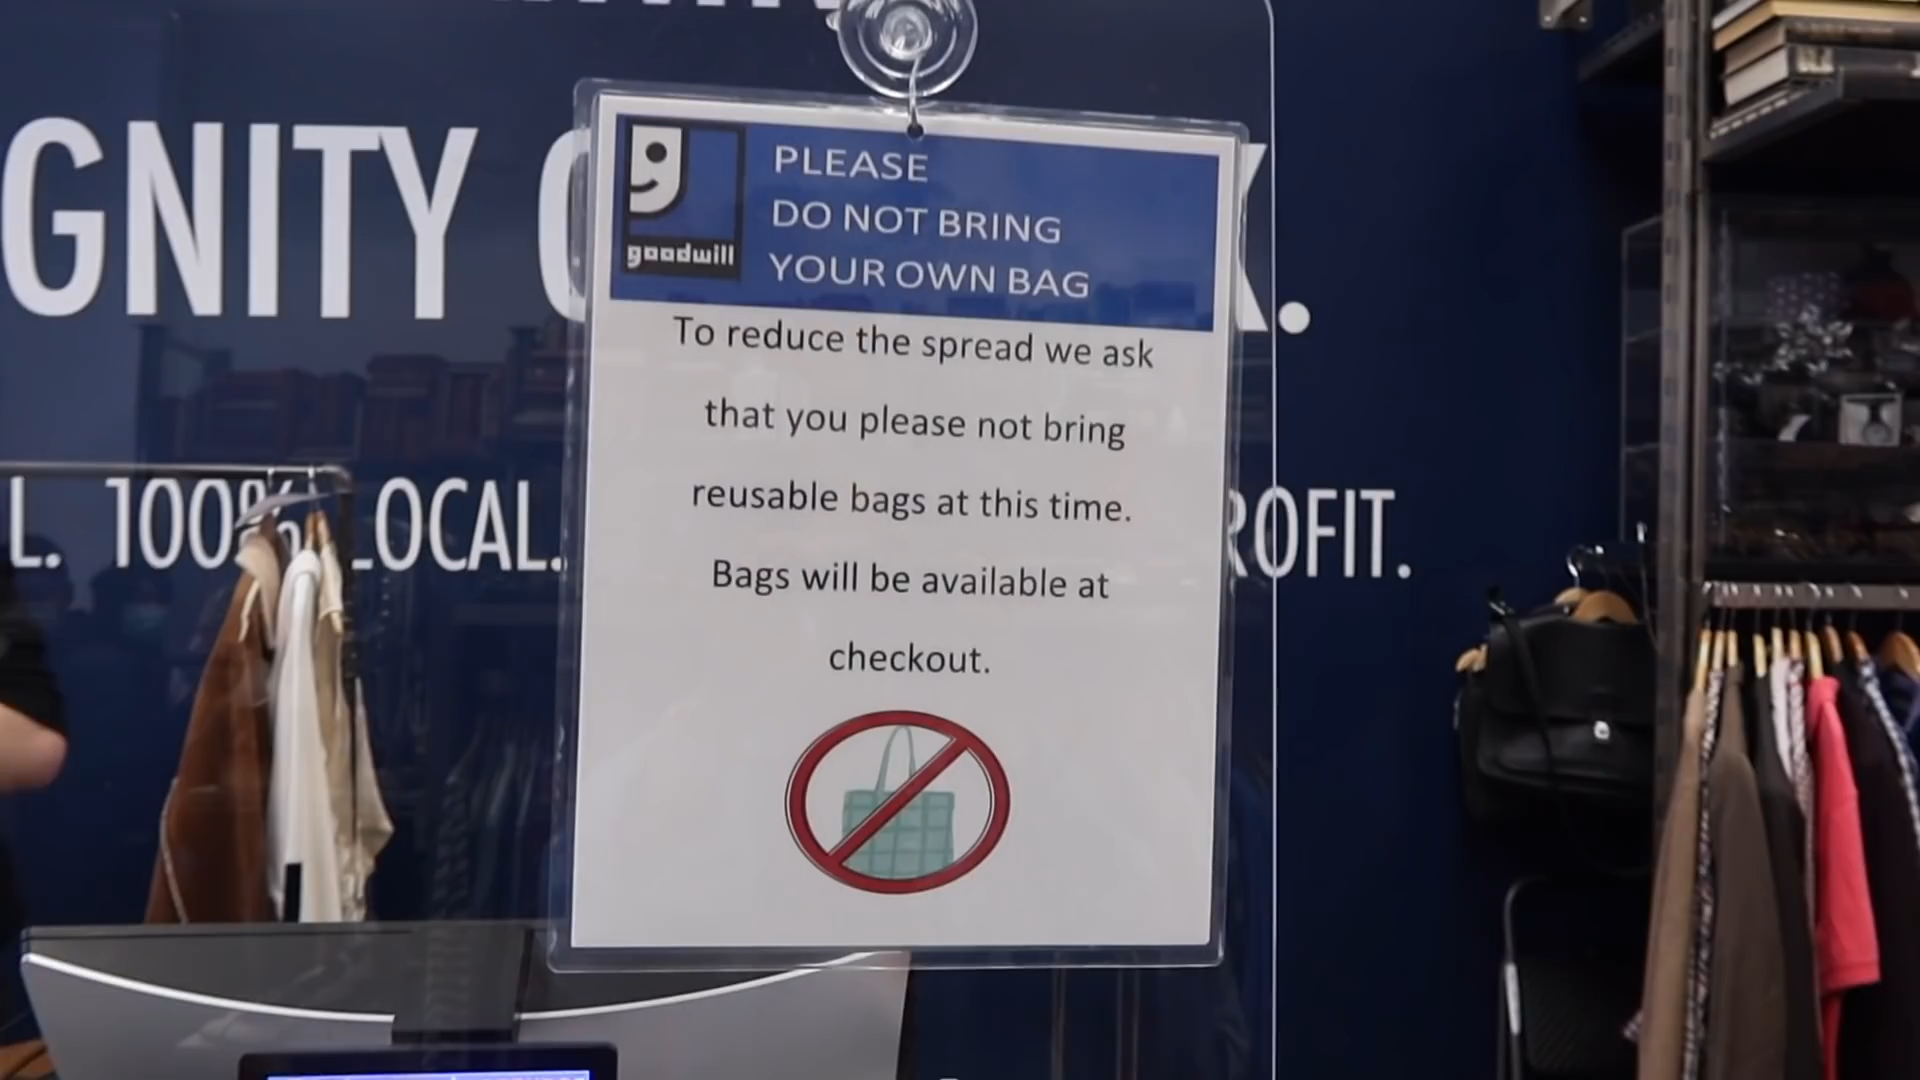 GNITY
goodwill
PLEASE
DO NOT BRING
YOUR OWN BAG
To reduce the spread we ask
that you please not bring
reusable bags at this time.
Bags will be available at
checkout.
L. 100% LOCAL.
ROFIT.